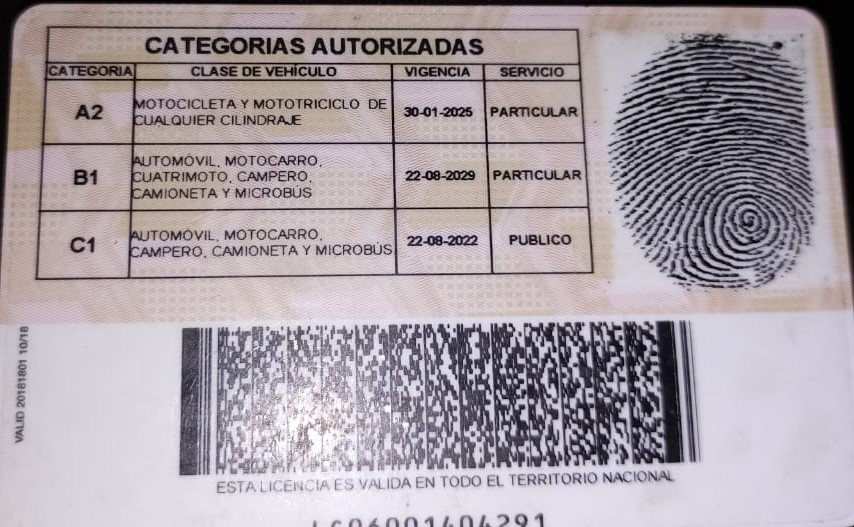 CATEGORIAS AUTORIZADAS
CATEGORIA CLASE DE VEHÍCULO VIGENCIA SERVICIO
A2 MOTOCICLETA Y MOTOTRICICLO DE CUALQUIER CILINDRAJE 30-01-2025 PARTICULAR
B1 AUTOMÓVIL, MOTOCARRO, CUATRIMOTO, CAMPERO, CAMIONETA Y MICROBÚS 22-08-2029 PARTICULAR
C1 AUTOMÓVIL, MOTOCARRO, CAMPERO, CAMIONETA Y MICROBÚS 22-08-2022 PUBLICO
VALID 20181801 10/18
ESTA LICENCIA ES VALIDA EN TODO EL TERRITORIO NACIONAL